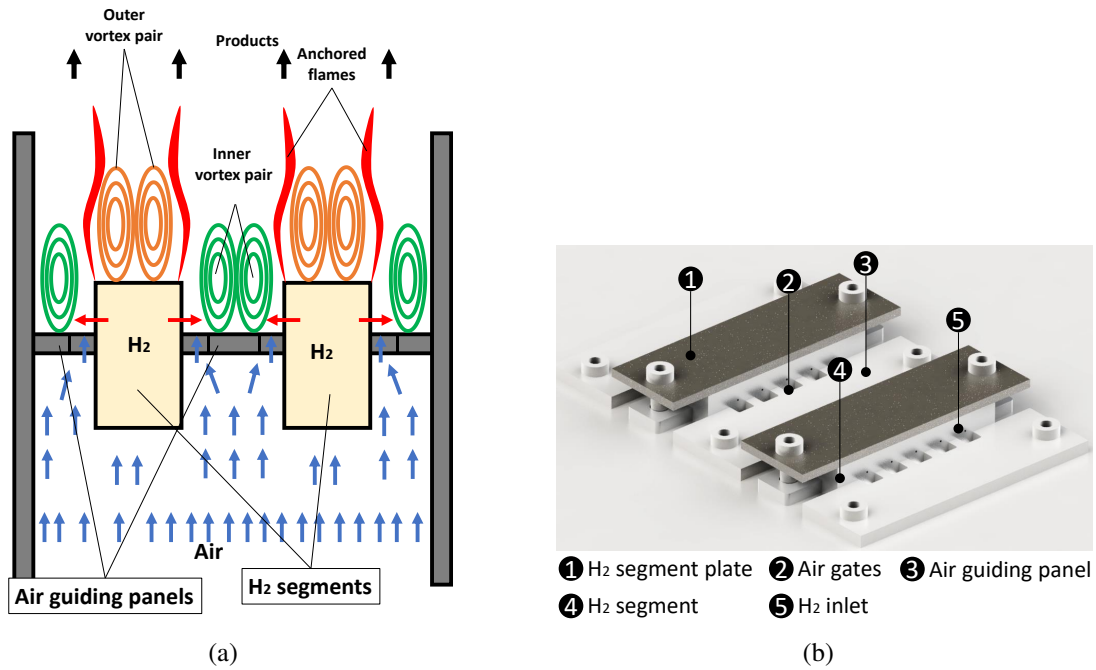 Outer
vortex pair
Products
Anchored
flames
Inner
vortex pair
H2
H2
Air
Air guiding panels
H2 segments
(a)
1
2
3
4
5
1 H2 segment plate
2 Air gates
3 Air guiding panel
4 H2 segment
5 H2 inlet
(b)